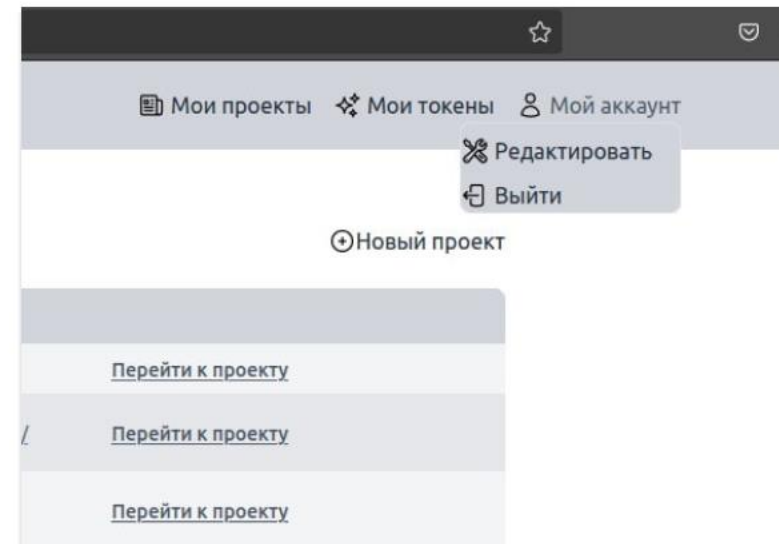 Мои проекты Мои токены Мой аккаунт
Редактировать
Выйти
Новый проект
Перейти к проекту
/ Перейти к проекту
Перейти к проекту